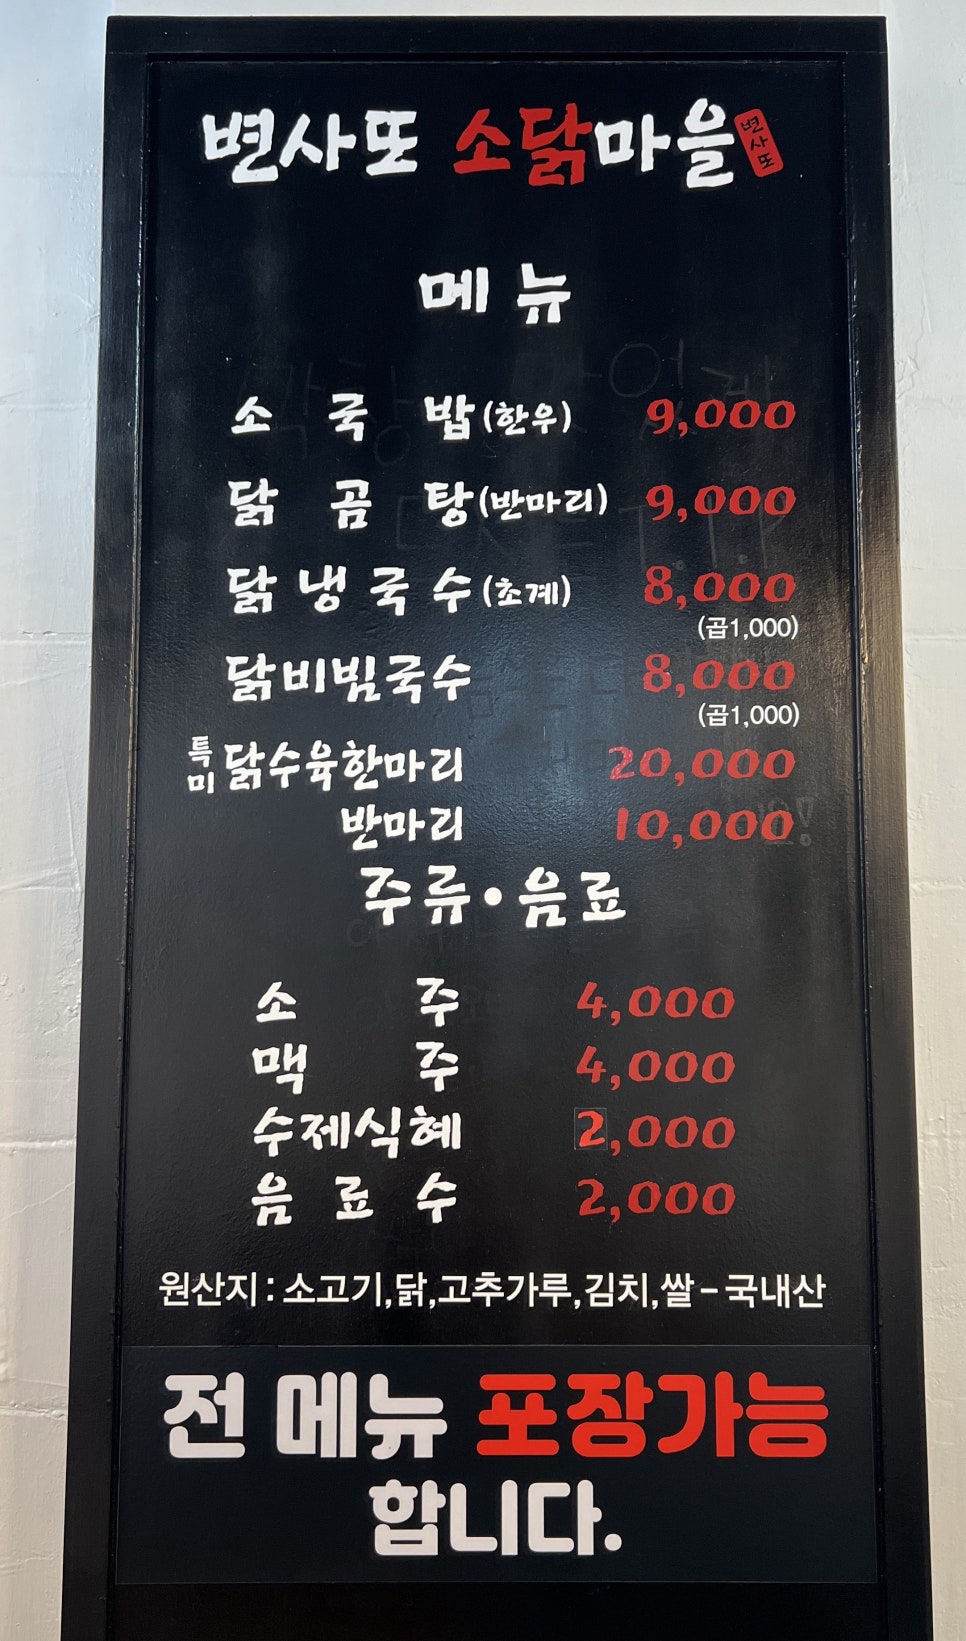 변사또 소닭마을 변사또
메뉴
소국밥(한우) 9,000
닭곰탕(반마리) 9,000
닭냉국수(초계) 8,000
(곱1,000)
닭비빔국수 8,000
(곱1,000)
특미 닭수육한마리 20,000
반마리 10,000
주류·음료
소주 4,000
맥주 4,000
수제식혜 2,000
음료수 2,000
원산지 : 소고기,닭,고추가루,김치,쌀 - 국내산
전 메뉴 포장가능
합니다.